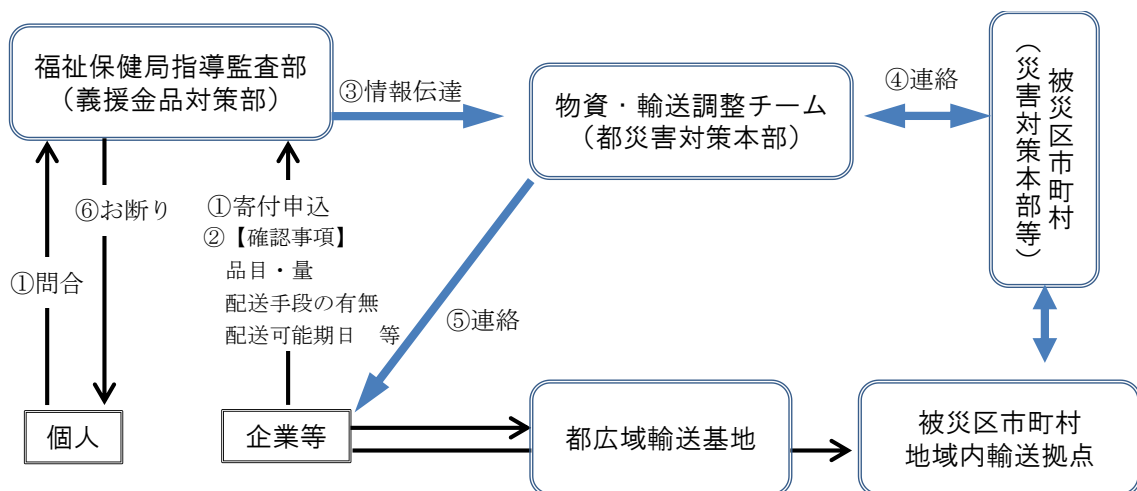 福祉保健局指導監査部
（義援金品対策部）
③情報伝達
物資・輸送調整チーム
（都災害対策本部）
④連絡
被災区市町村
（災害対策本部等）
⑥お断り
①問合
①寄付申込
②【確認事項】
品目・量
配送手段の有無
配送可能期日　等
⑤連絡
個人
企業等
都広域輸送基地
被災区市町村
地域内輸送拠点